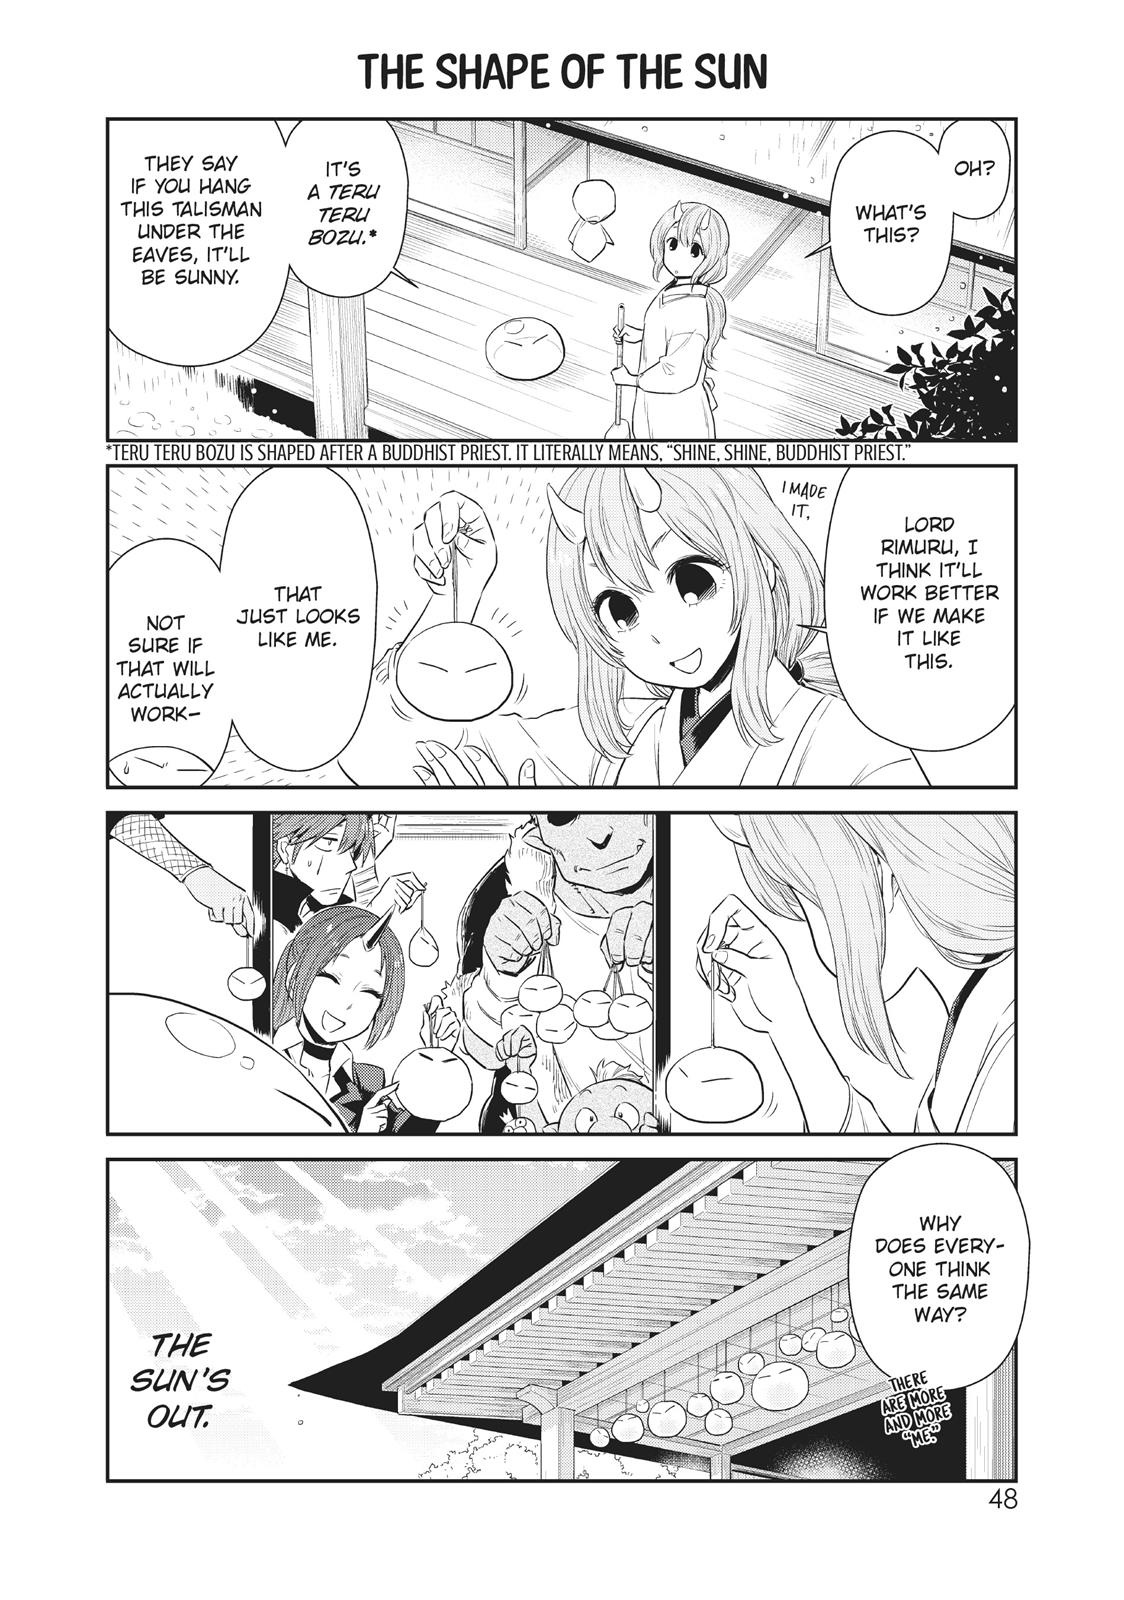 THE SHAPE OF THE SUN
OH?
WHAT'S
THIS?
IT'S
A TERU
TERU
BOZU.*
THEY SAY
IF YOU HANG
THIS TALISMAN
UNDER THE
EAVES, IT'LL
BE SUNNY.
*TERU TERU BOZU IS SHAPED AFTER A BUDDHIST PRIEST. IT LITERALLY MEANS, "SHINE, SHINE, BUDDHIST PRIEST."
LORD
RIMURU, I
THINK IT'LL
WORK BETTER
IF WE MAKE
IT LIKE
THIS.
I MADE
IT,
THAT
JUST LOOKS
LIKE ME.
NOT
SURE IF
THAT WILL
ACTUALLY
WORK–
WHY
DOES EVERY-
ONE THINK
THE SAME
WAY?
THERE
ARE MORE
AND MORE
"ME."
THE
SUN'S
OUT.
48